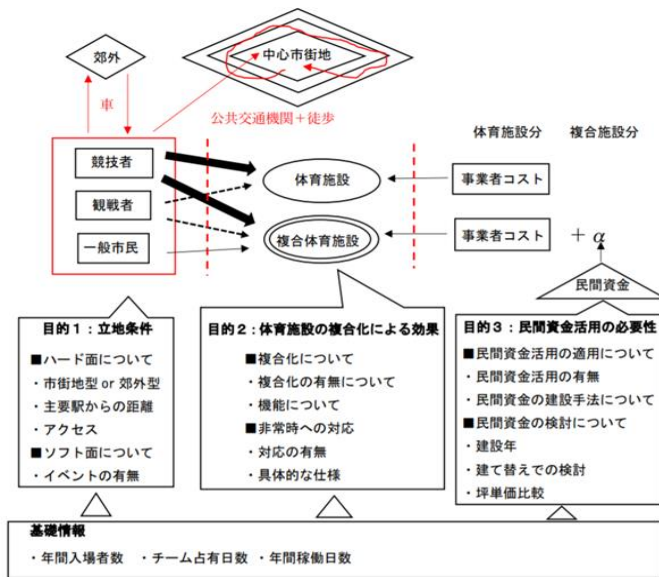 郊外
中心市街地
車
公共交通機関＋徒歩
体育施設分　複合施設分
競技者
観戦者
一般市民
体育施設
複合体育施設
事業者コスト
事業者コスト　＋α
民間資金
目的１：立地条件
■ハード面について
・市街地型 or 郊外型
・主要駅からの距離
・アクセス
■ソフト面について
・イベントの有無
目的２：体育施設の複合化による効果
■複合化について
・複合化の有無について
・機能について
■非常時への対応
・対応の有無
・具体的な仕様
目的３：民間資金活用の必要性
■民間資金活用の適用について
・民間資金活用の有無
・民間資金の建設手法について
■民間資金の検討について
・建設年
・建て替えでの検討
・坪単価比較
基礎情報
・年間入場者数　・チーム占有日数　・年間稼働日数